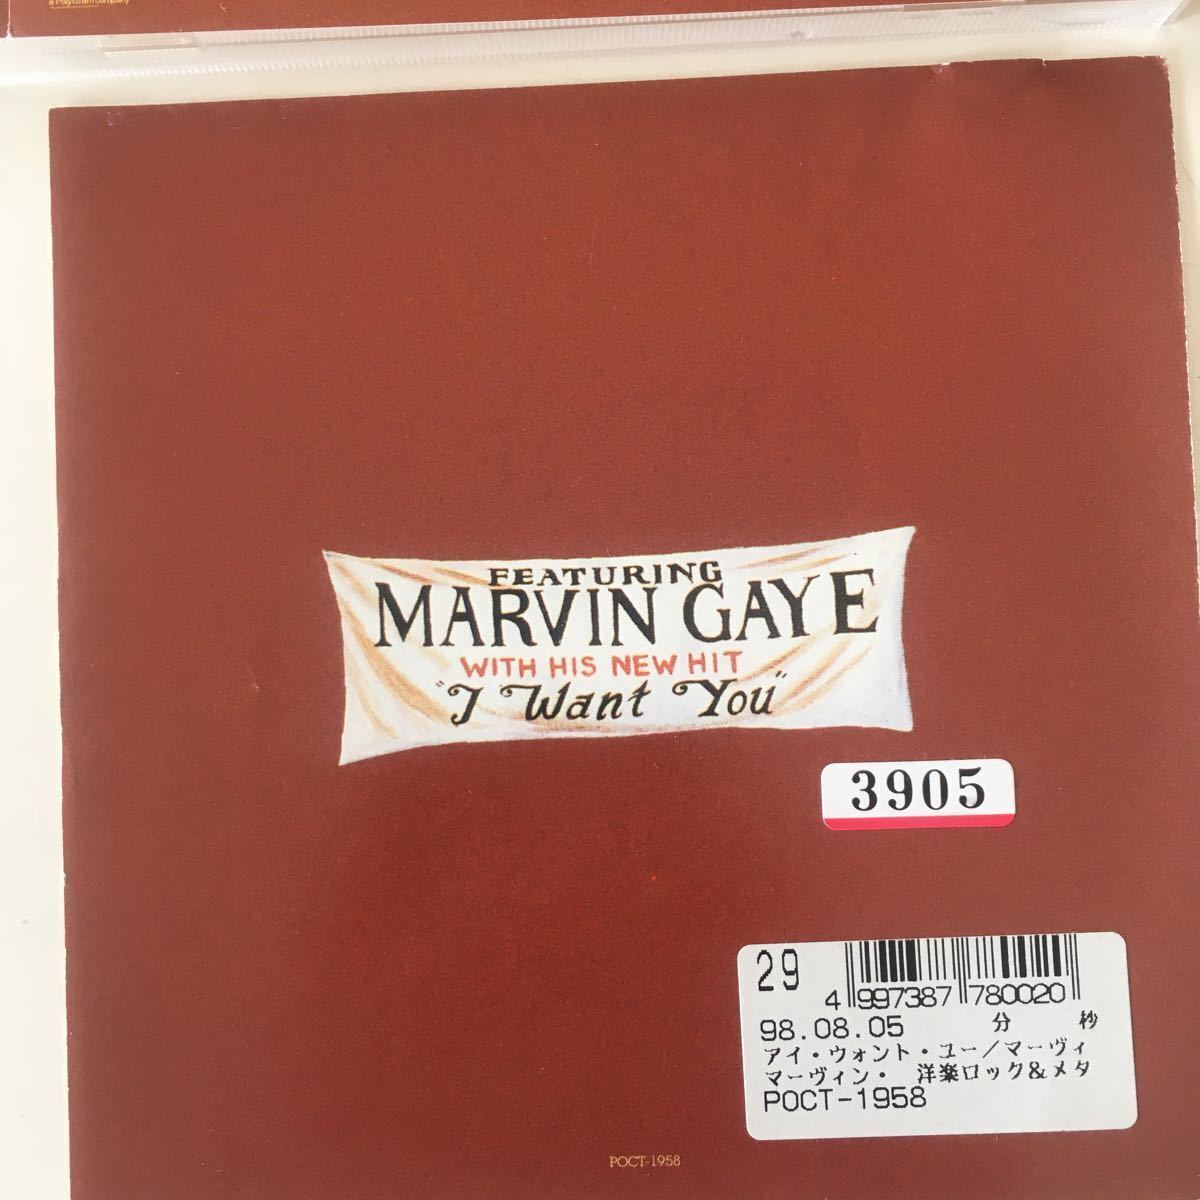 a PolyGram company
FEATURING
MARVIN GAYE
WITH HIS NEW HIT
"I Want You"
3905
29
4 997387 780020
98.08.05 分 秒
アイ・ウォント・ユー/マーヴィ
マーヴィン・ 洋楽ロック&メタ
POCT-1958
POCT-1958